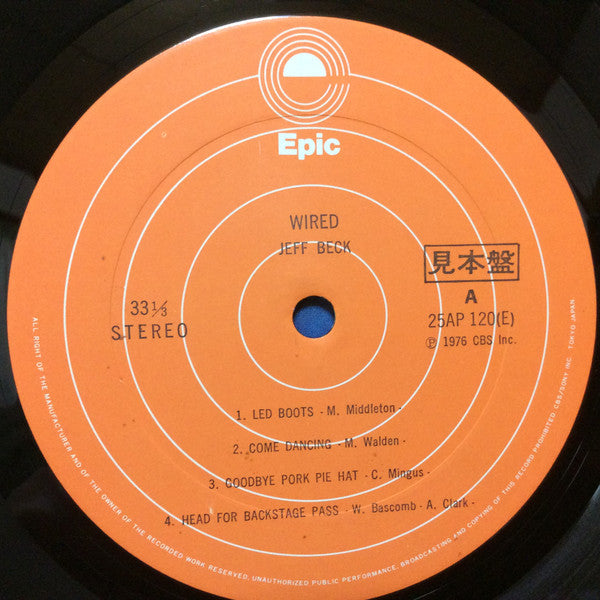 Epic
WIRED
JEFF BECK
見本盤
33⅓
STEREO
A
25AP 120(E)
℗ 1976 CBS Inc.
1. LED BOOTS - M. Middleton -
2. COME DANCING - M. Walden -
3. GOODBYE PORK PIE HAT - C. Mingus -
4. HEAD FOR BACKSTAGE PASS - W. Bascomb - A. Clark -
ALL RIGHT OF THE MANUFACTURER AND OF THE OWNER OF THE RECORDED WORK RESERVED. UNAUTHORIZED PUBLIC PERFORMANCE. BROADCASTING AND COPYING OF THIS RECORD PROHIBITED. CBS/SONY INC. TOKYO JAPAN